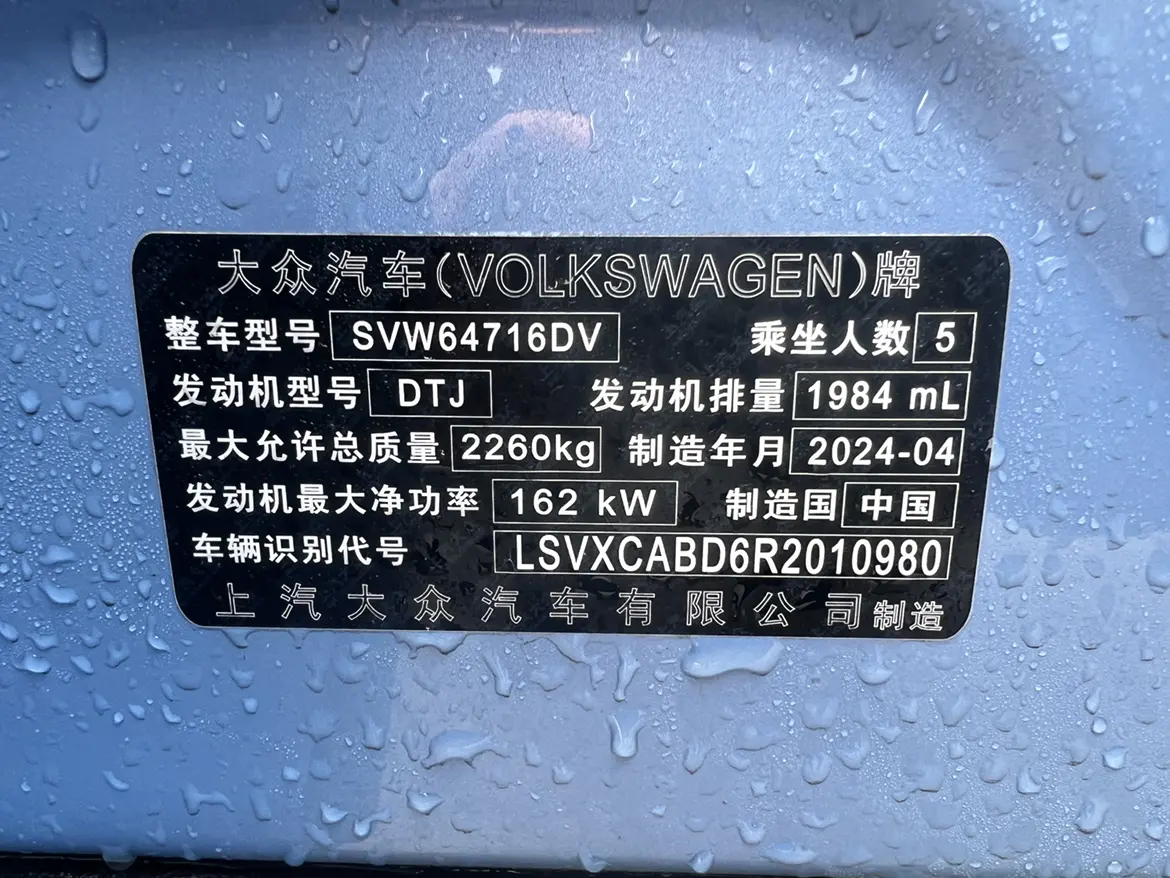 大众汽车(VOLKSWAGEN)牌
整车型号 SVW64716DV 乘坐人数 5
发动机型号 DTJ 发动机排量 1984 mL
最大允许总质量 2260kg 制造年月 2024-04
发动机最大净功率 162 kW 制造国 中国
车辆识别代号 LSVXCABD6R2010980
上汽大众汽车有限公司制造